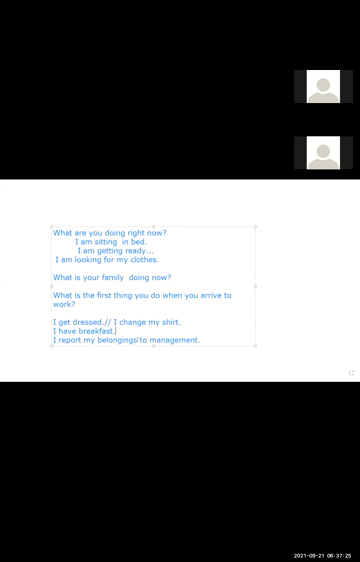 What are you doing right now?
I am sitting in bed.
I am getting ready...
I am looking for my clothes.
What is your family doing now?
What is the first thing you do when you arrive to
work?
I get dressed.// I change my shirt.
I have breakfast.
I report my belongings to management.
2021-09-21 06:37:25